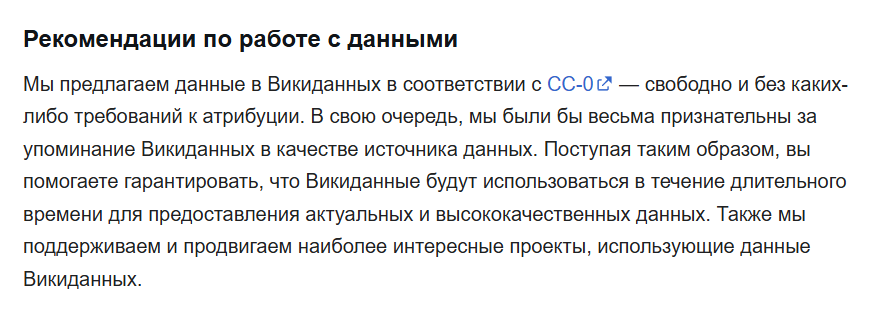 Рекомендации по работе с данными
Мы предлагаем данные в Викиданных в соответствии с CC-0 — свободно и без каких-
либо требований к атрибуции. В свою очередь, мы были бы весьма признательны за
упоминание Викиданных в качестве источника данных. Поступая таким образом, вы
помогаете гарантировать, что Викиданные будут использоваться в течение длительного
времени для предоставления актуальных и высококачественных данных. Также мы
поддерживаем и продвигаем наиболее интересные проекты, использующие данные
Викиданных.